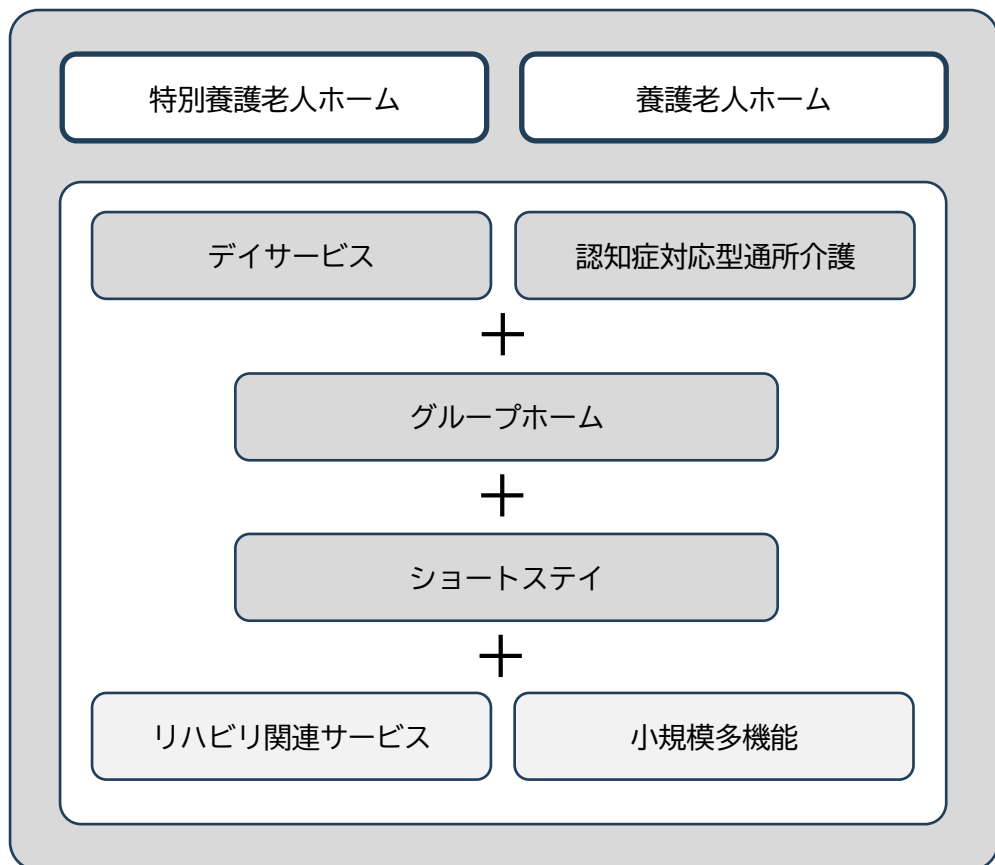 特別養護老人ホーム
養護老人ホーム
デイサービス
認知症対応型通所介護
+
グループホーム
+
ショートステイ
+
リハビリ関連サービス
小規模多機能